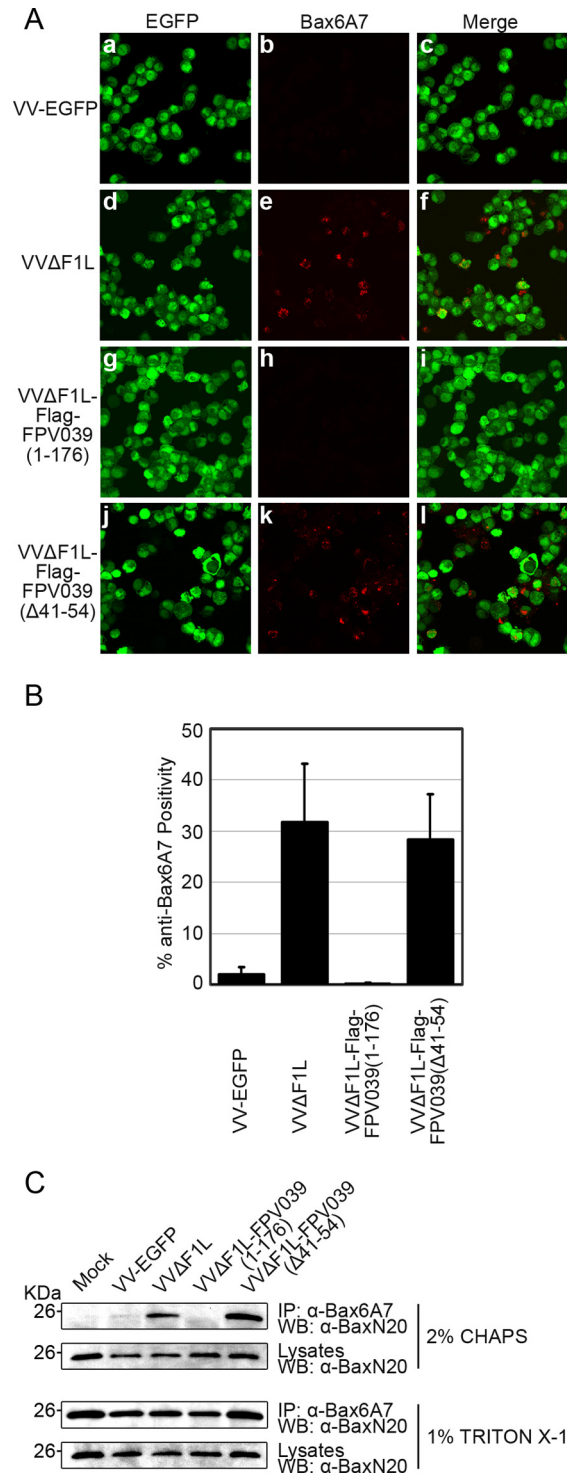 A
EGFP Bax6A7 Merge
VV-EGFP
a b c
VVΔF1L
d e f
VVΔF1L-
Flag-
FPV039
(1-176)
g h i
VVΔF1L-
Flag-
FPV039
(Δ41-54)
j k l
B
% anti-Bax6A7 Positivity
50
40
30
20
10
0
VV-EGFP
VVΔF1L
VVΔF1L-Flag-
FPV039(1-176)
VVΔF1L-Flag-
FPV039(Δ41-54)
C
Mock
VV-EGFP
VVΔF1L
VVΔF1L-FPV039
(1-176)
VVΔF1L-FPV039
(Δ41-54)
KDa
26- IP: α-Bax6A7
WB: α-BaxN20
26- Lysates
WB: α-BaxN20
2% CHAPS
26- IP: α-Bax6A7
WB: α-BaxN20
26- Lysates
WB: α-BaxN20
1% TRITON X-1